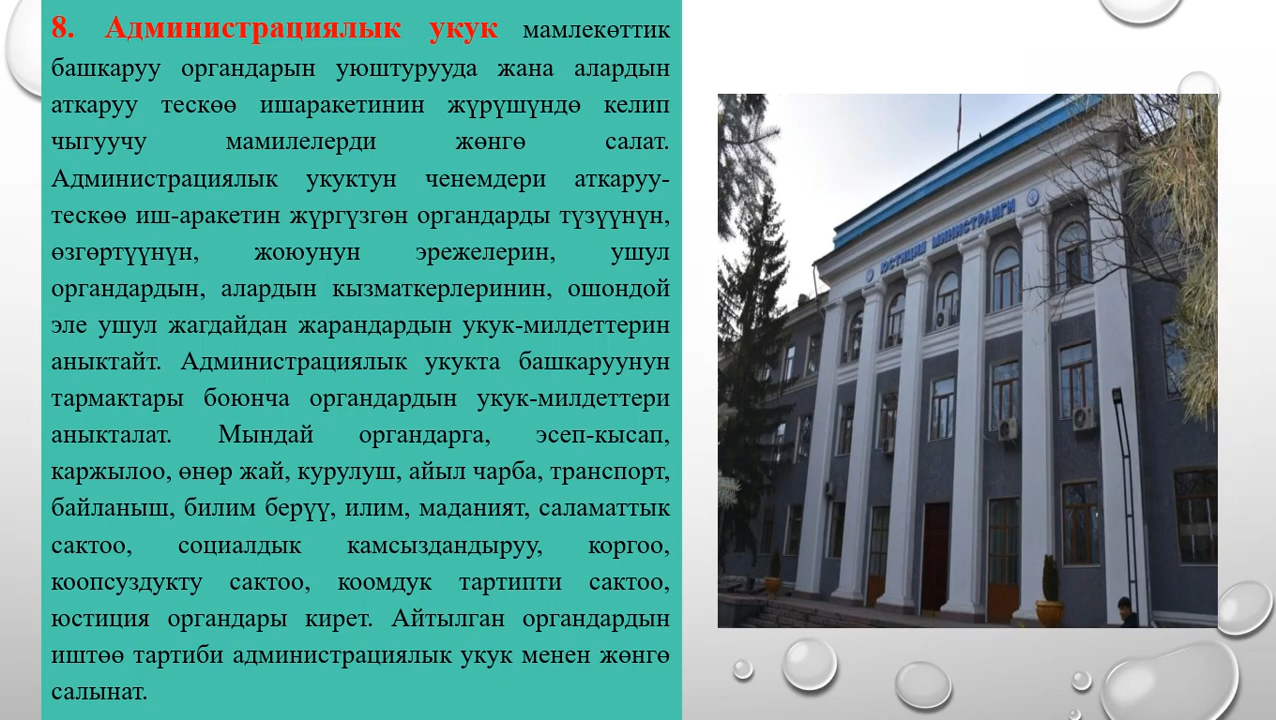 8. Администрациялык укук мамлекөттик
башкаруу органдарын уюштурууда жана алардын
аткаруу тескөө ишаракетинин жүрүшүндө келип
чыгуучу мамилелерди жөнгө салат.
Администрациялык укуктун ченемдери аткаруу-
тескөө иш-аракетин жүргүзгөн органдарды түзүүнүн,
өзгөртүүнүн, жоюунун эрежелерин, ушул
органдардын, алардын кызматкерлеринин, ошондой
эле ушул жагдайдан жарандардын укук-милдеттерин
аныктайт. Администрациялык укукта башкаруунун
тармактары боюнча органдардын укук-милдеттери
аныкталат. Мындай органдарга, эсеп-кысап,
каржылоо, өнөр жай, курулуш, айыл чарба, транспорт,
байланыш, билим берүү, илим, маданият, саламаттык
сактоо, социалдык камсыздандыруу, коргоо,
коопсуздукту сактоо, коомдук тартипти сактоо,
юстиция органдары кирет. Айтылган органдардын
иштөө тартиби административдик укук менен жөнгө
салынат.
ЮСТИЦИЯ МИНИСТРЛИГИ